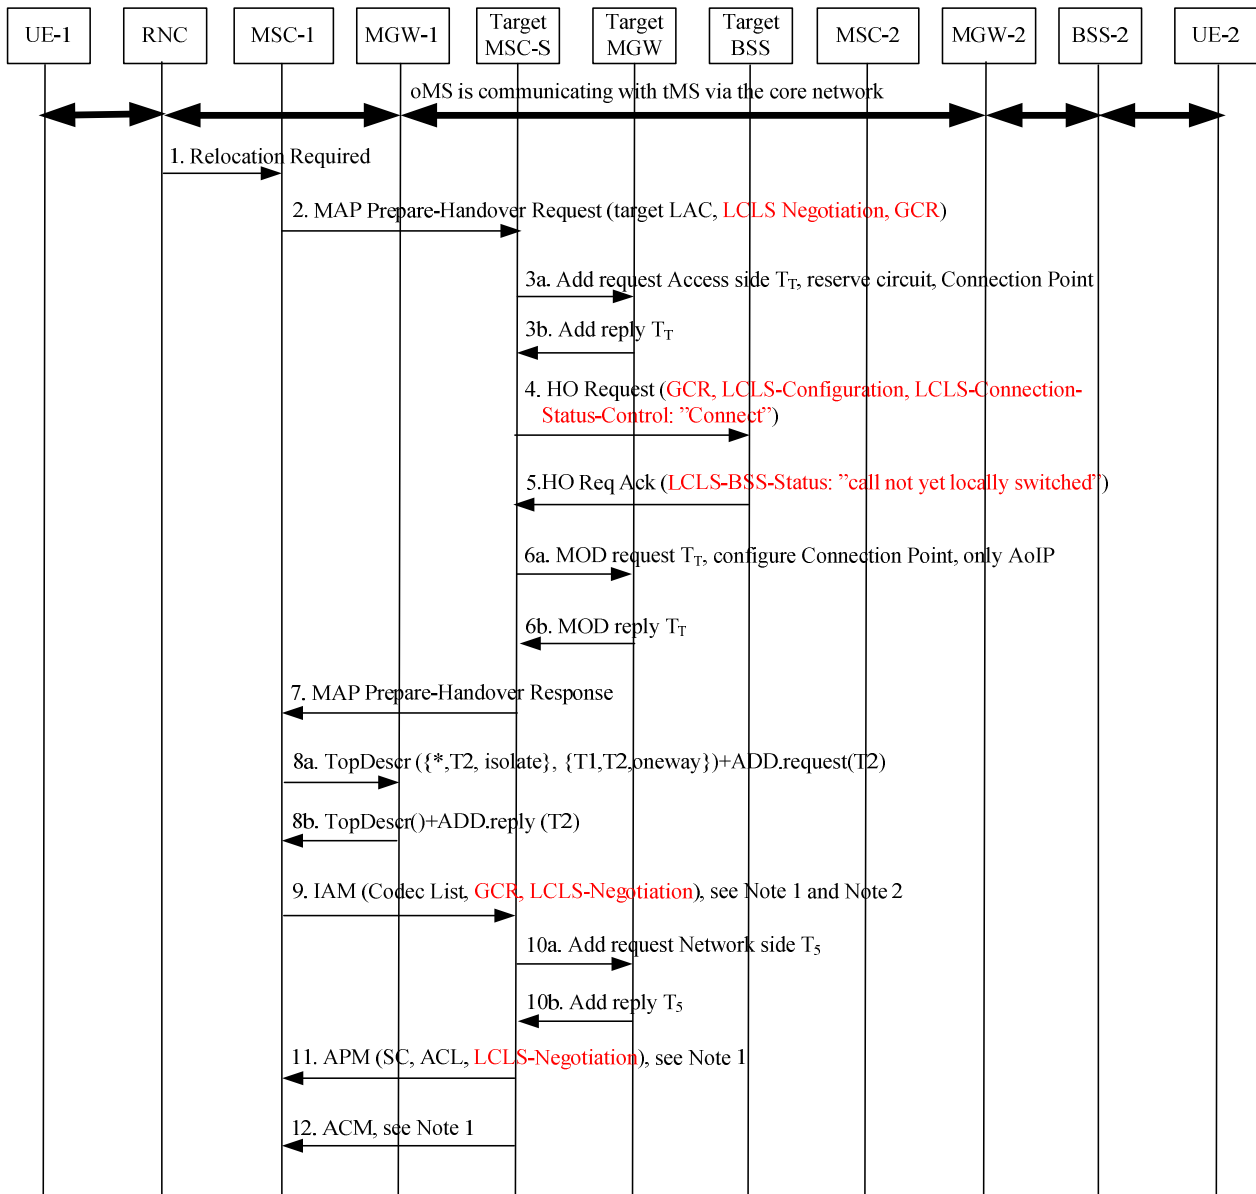 UE-1
RNC
MSC-1
MGW-1
Target
MSC-S
Target
MGW
Target
BSS
MSC-2
MGW-2
BSS-2
UE-2
oMS is communicating with tMS via the core network
1. Relocation Required
2. MAP Prepare-Handover Request (target LAC, LCLS Negotiation, GCR)
3a. Add request Access side TT, reserve circuit, Connection Point
3b. Add reply TT
4. HO Request (GCR, LCLS-Configuration, LCLS-Connection-
Status-Control: ”Connect”)
5.HO Req Ack (LCLS-BSS-Status: ”call not yet locally switched”)
6a. MOD request TT, configure Connection Point, only AoIP
6b. MOD reply TT
7. MAP Prepare-Handover Response
8a. TopDescr ({*,T2, isolate}, {T1,T2,oneway})+ADD.request(T2)
8b. TopDescr()+ADD.reply (T2)
9. IAM (Codec List, GCR, LCLS-Negotiation), see Note 1 and Note 2
10a. Add request Network side T5
10b. Add reply T5
11. APM (SC, ACL, LCLS-Negotiation), see Note 1
12. ACM, see Note 1